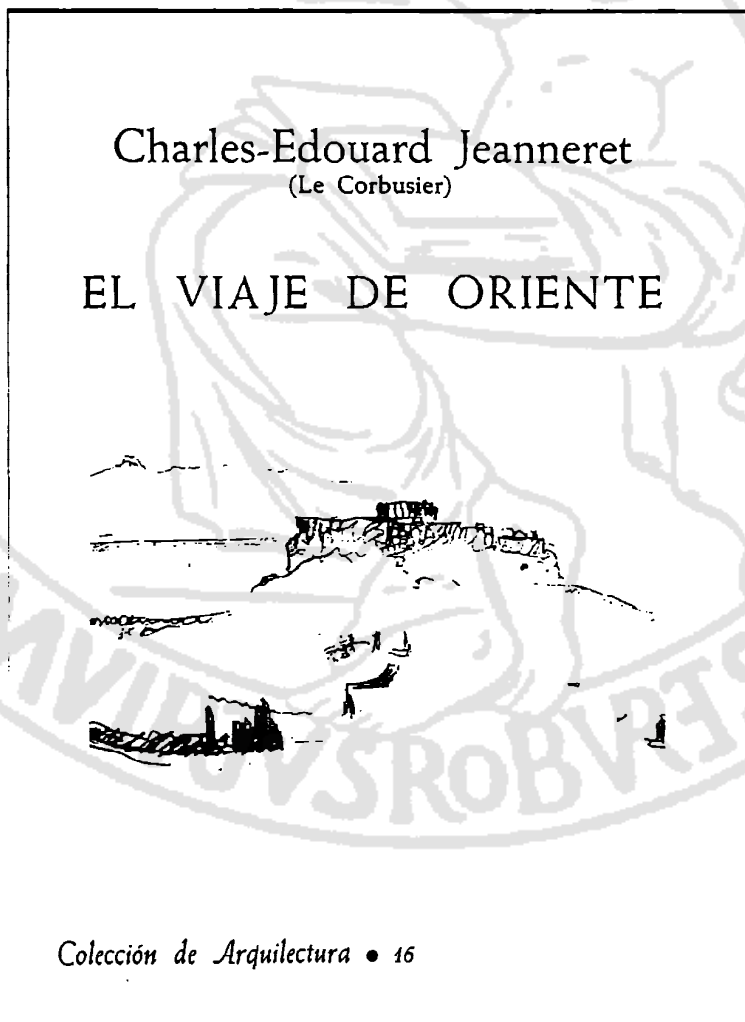 Charles-Edouard Jeanneret
(Le Corbusier)
EL VIAJE DE ORIENTE
Colección de Arquilectura • 16